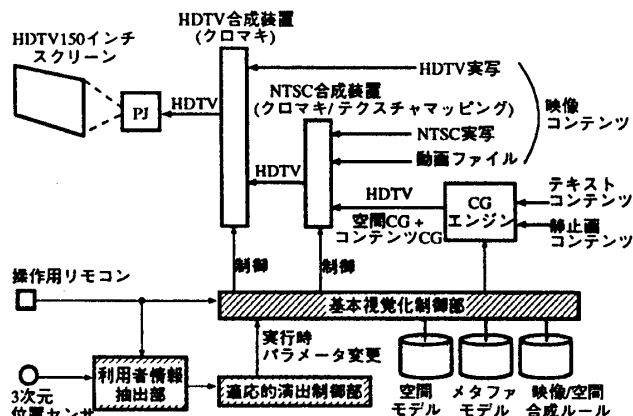 HDTV合成装置
(クロマキ)
HDTV150インチ
スクリーン
HDTV実写
NTSC合成装置
(クロマキ/テクスチャマッピング)
映像
コンテンツ
PJ
HDTV
NTSC実写
動画ファイル
HDTV
HDTV
CG
エンジン
テキスト
コンテンツ
空間CG+
コンテンツCG
静止画
コンテンツ
制御
制御
操作用リモコン
基本視覚化制御部
実行時
パラメータ変更
利用者情報
抽出部
適応的演出制御部
3次元
位置センサ
空間
モデル
メタファ
モデル
映像/空間
合成ルール